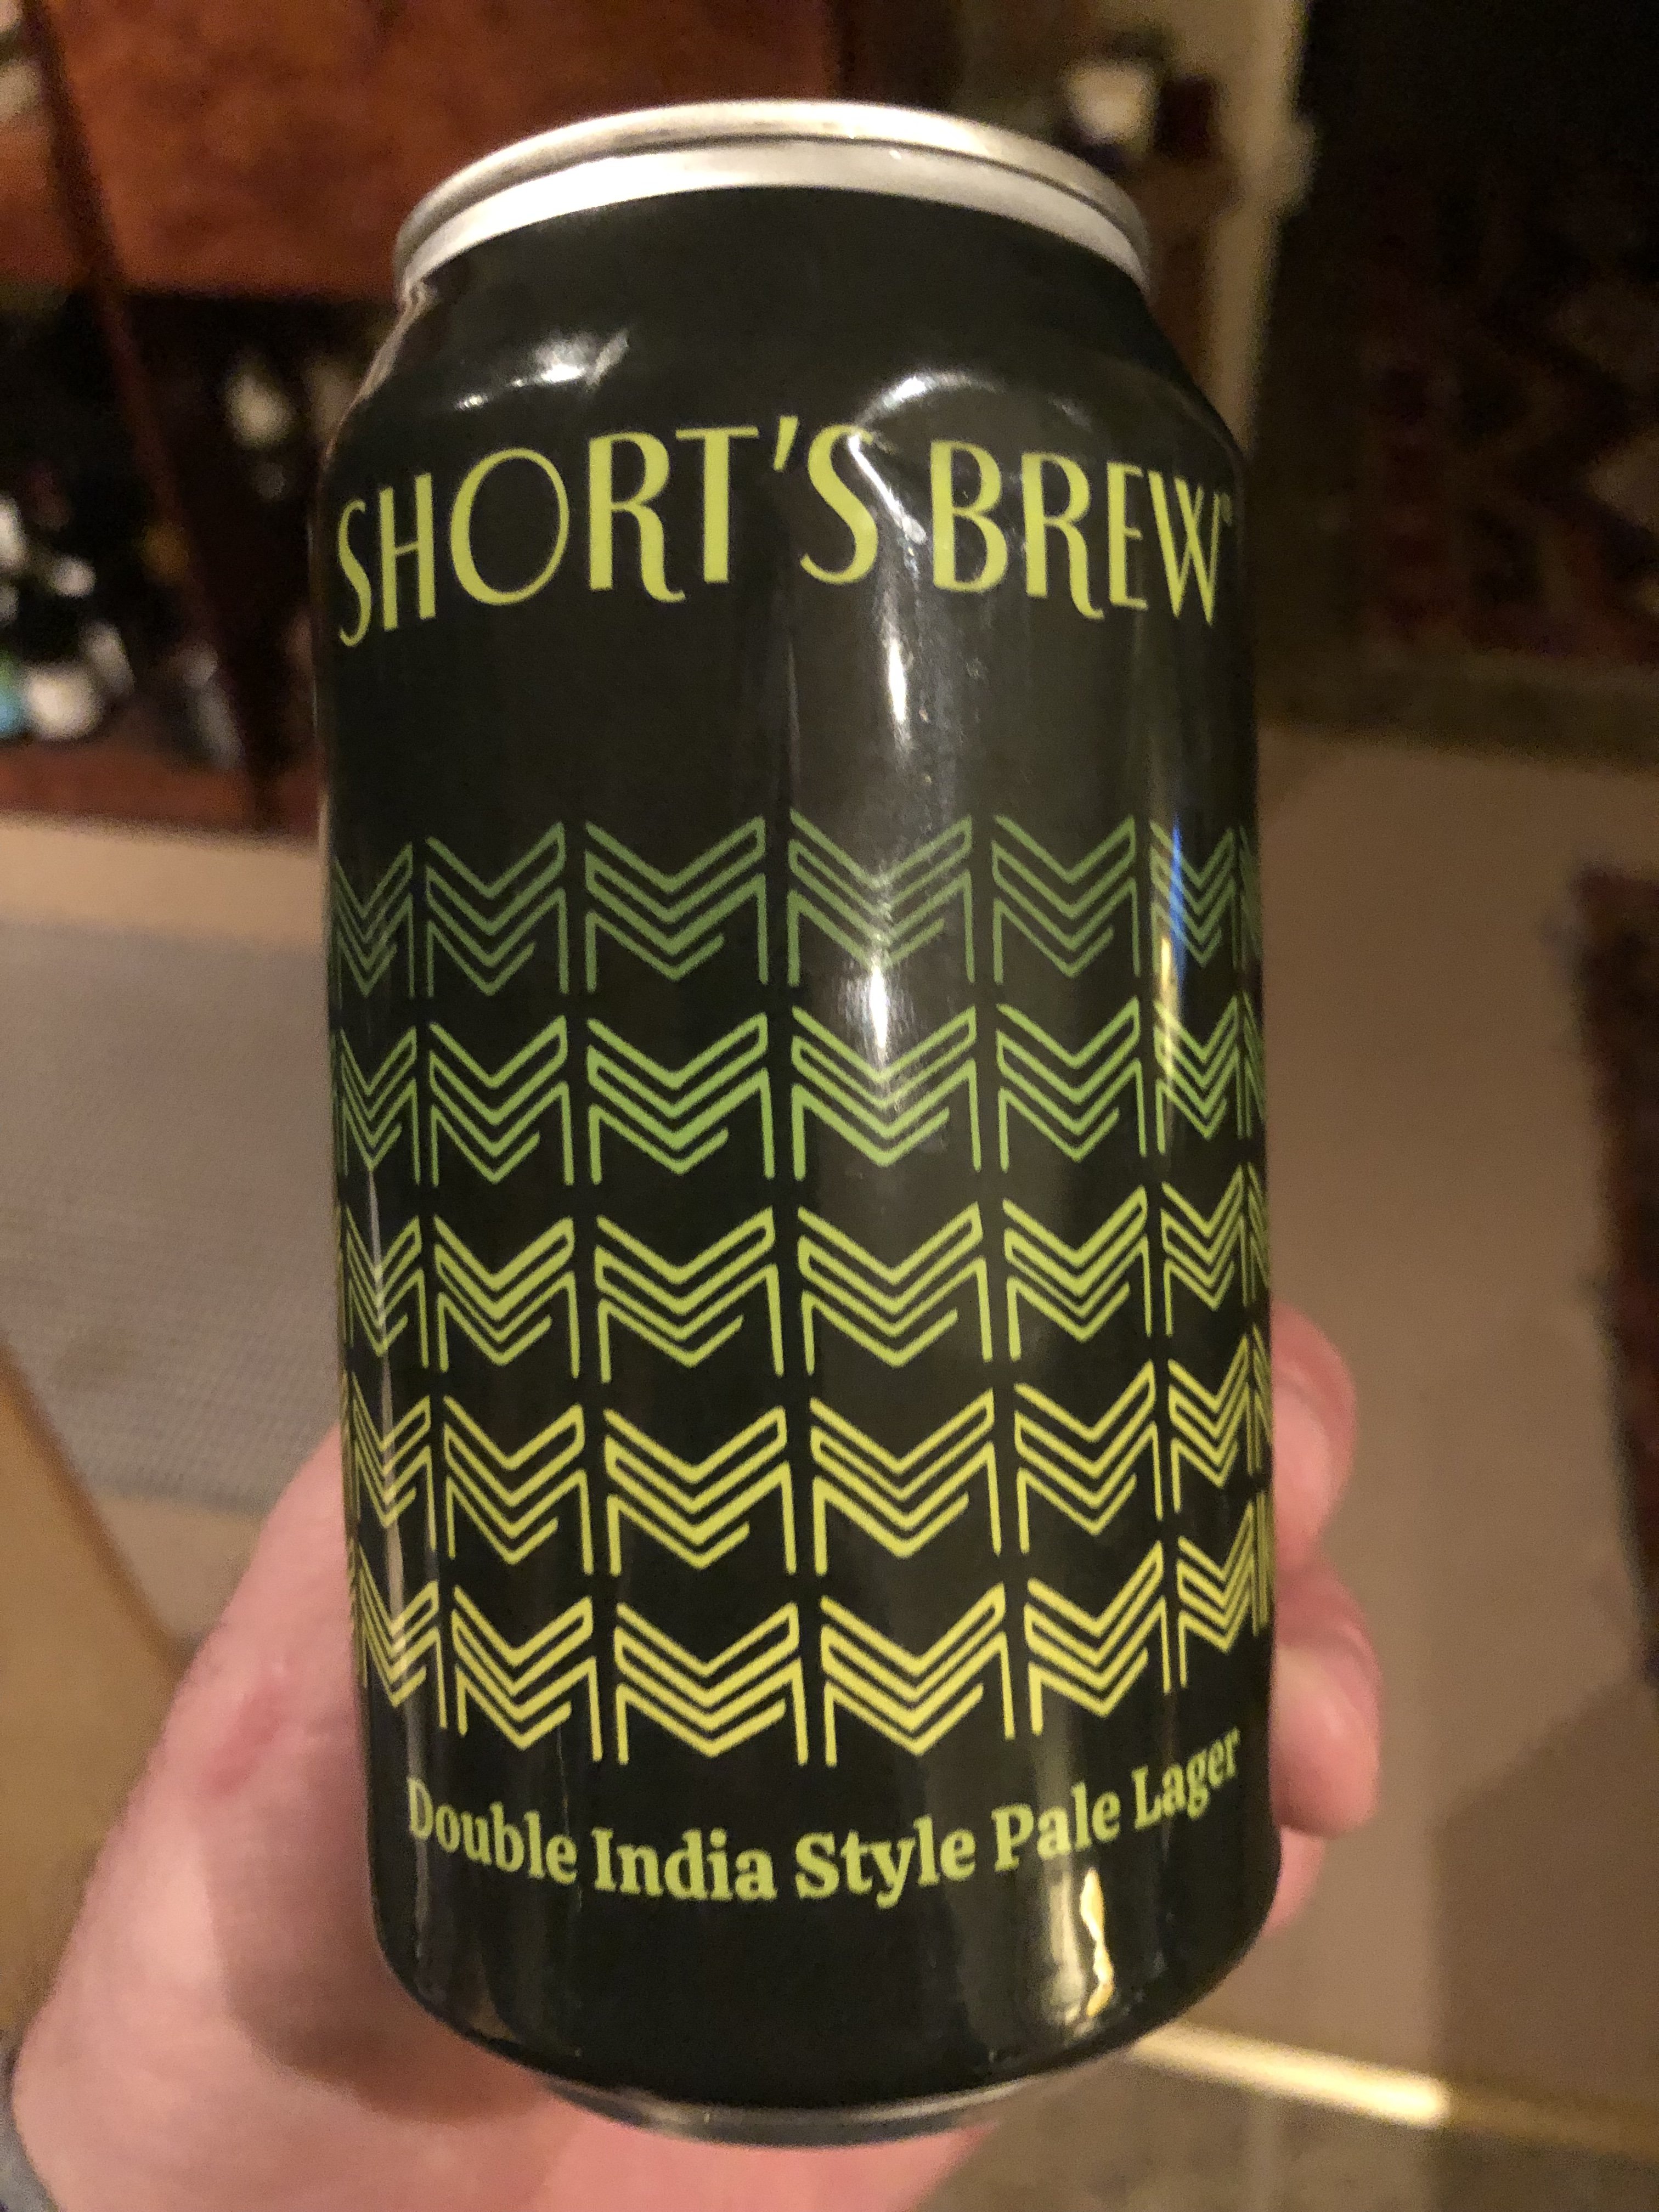 SHORT'S BREW®
Double India Style Pale Lager